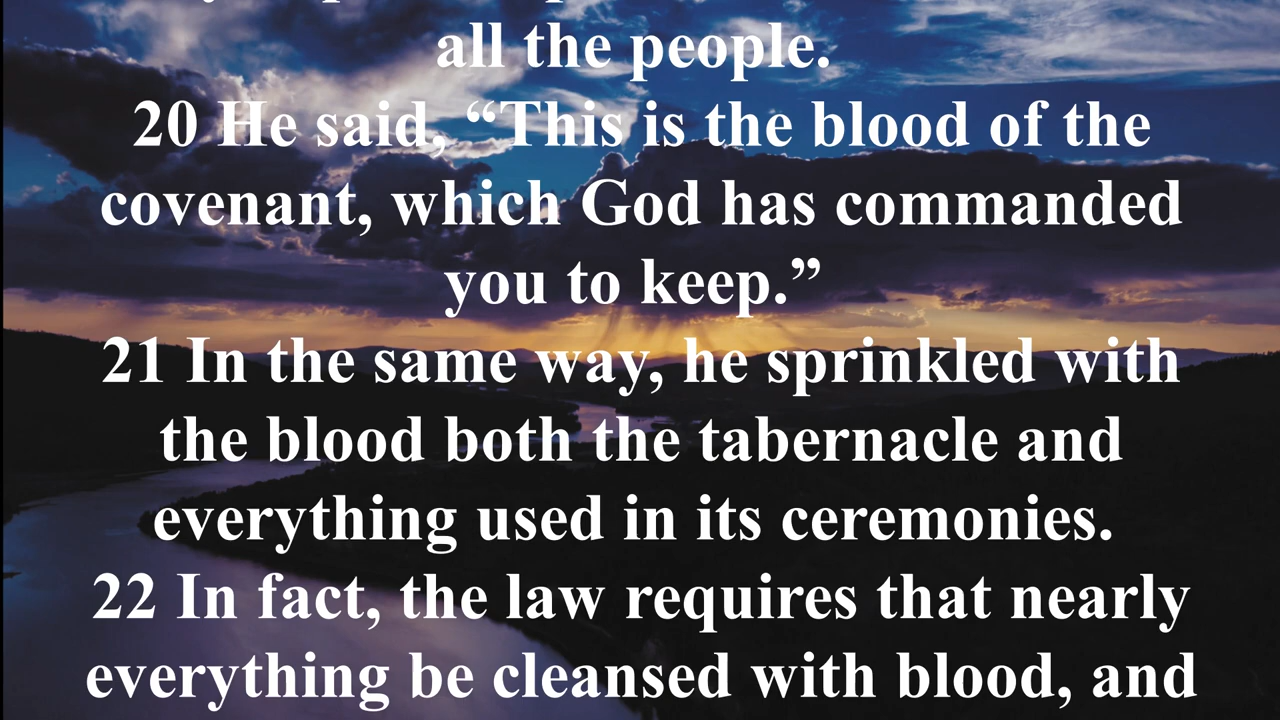 all the people.
20 He said, “This is the blood of the
covenant, which God has commanded
you to keep.”
21 In the same way, he sprinkled with
the blood both the tabernacle and
everything used in its ceremonies.
22 In fact, the law requires that nearly
everything be cleansed with blood, and